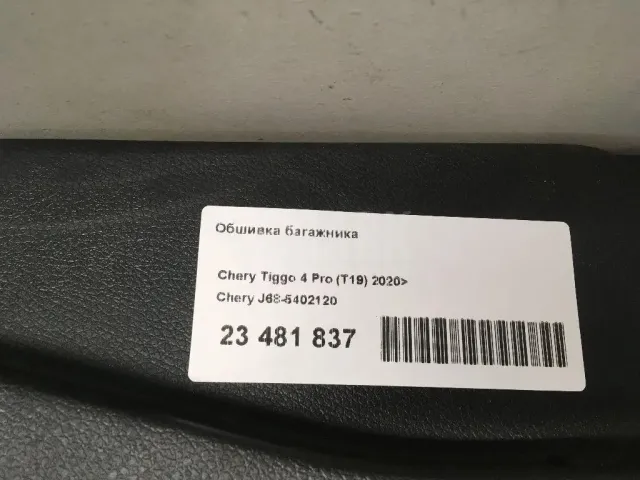 Обшивка багажника
Chery Tiggo 4 Pro (T19) 2020>
Chery J68-5402120
23 481 837